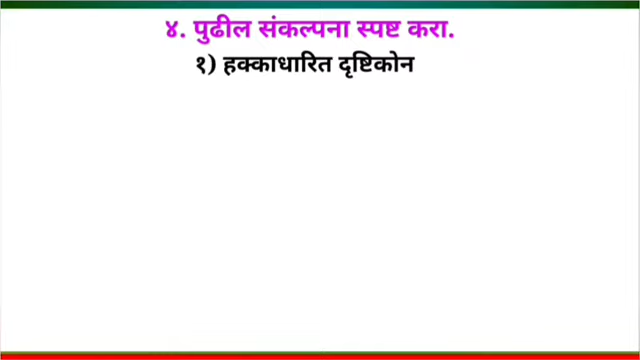 ४. पुढील संकल्पना स्पष्ट करा.
१) हक्काधारित दृष्टिकोन